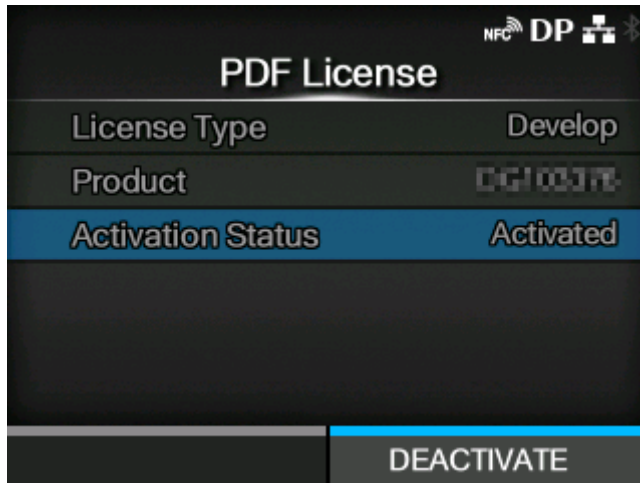 NFC DP
PDF License
License Type Develop
Product
Activation Status Activated
DEACTIVATE